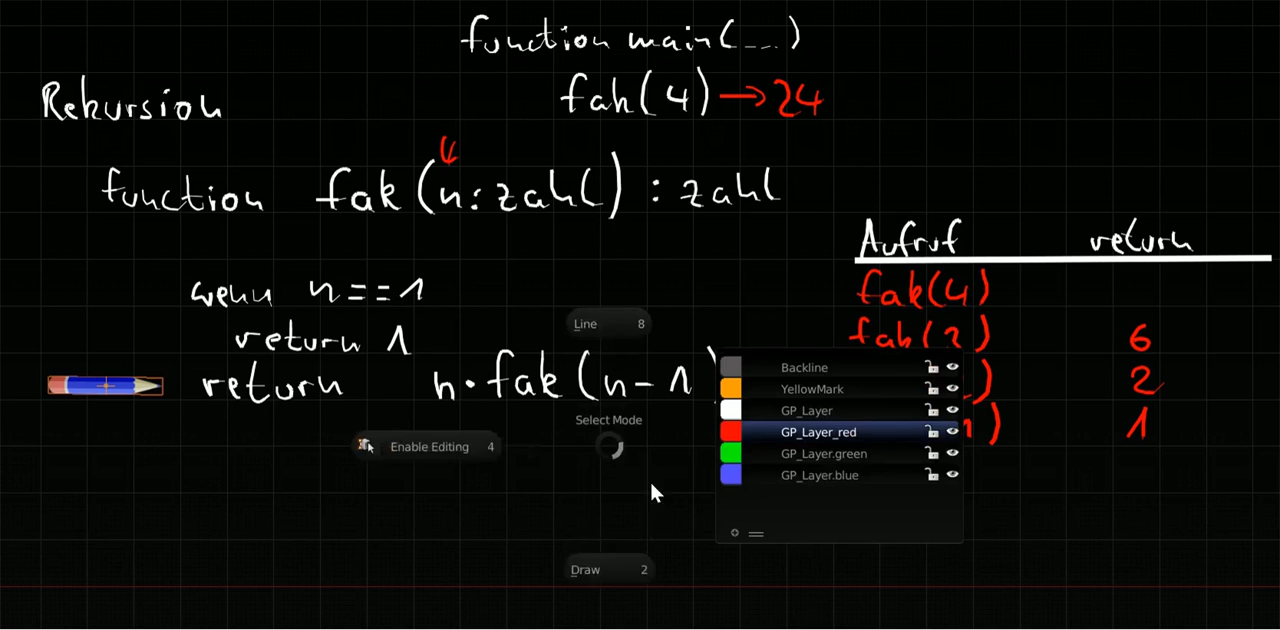 function main(....)
Rekursion
fak(4) → 24
function fak(n:zahl) : zahl
Aufruf return
wenn n==1
fak(4)
Line 8
return 1
6
return n·fak(n-1
2
1
Backline
YellowMark
GP_Layer
GP_Layer_red
GP_Layer.green
GP_Layer.blue
Select Mode
Enable Editing 4
Draw 2